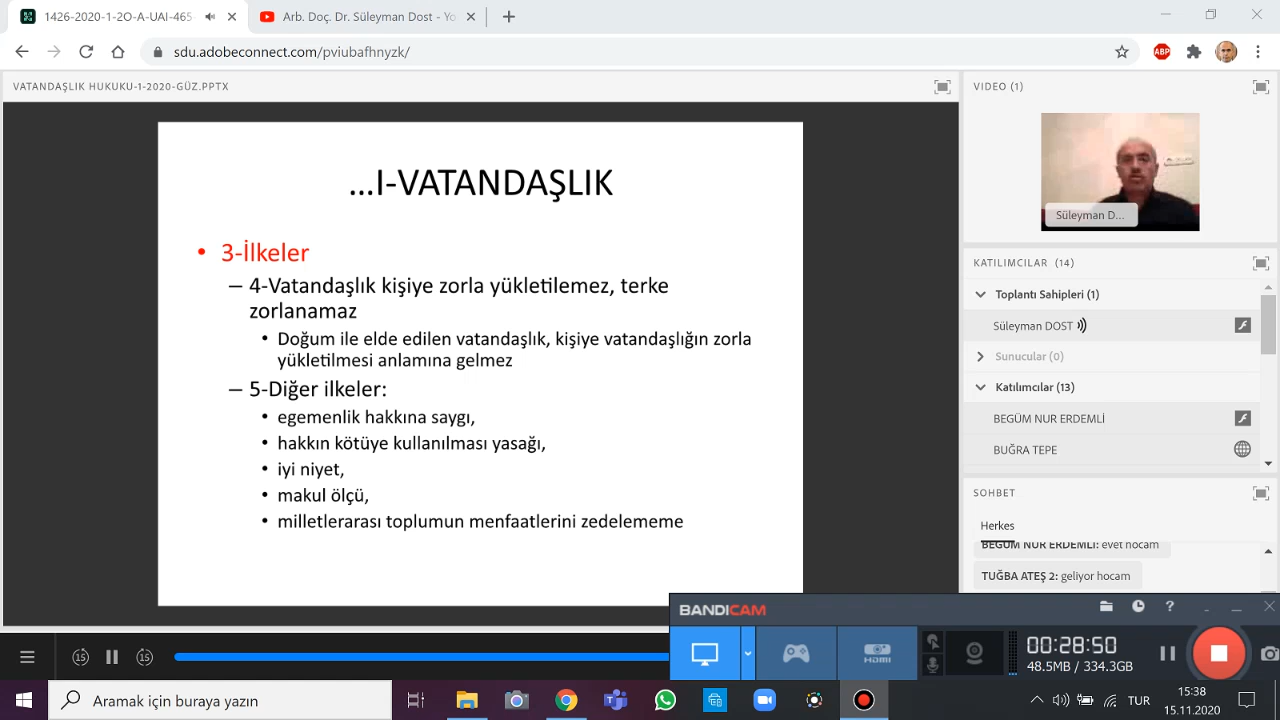 1426-2020-1-2O-A-UAI-465
Arb. Doç. Dr. Süleyman Dost - Yo
sdu.adobeconnect.com/pviubafhnyzk/
ABP
VATANDAŞLIK HUKUKU-1-2020-GÜZ.PPTX
...I-VATANDAŞLIK
• 3-İlkeler
– 4-Vatandaşlık kişiye zorla yükletilemez, terke
zorlanamaz
• Doğum ile elde edilen vatandaşlık, kişiye vatandaşlığın zorla
yükletilmesi anlamına gelmez
– 5-Diğer ilkeler:
• egemenlik hakkına saygı,
• hakkın kötüye kullanılması yasağı,
• iyi niyet,
• makul ölçü,
• milletlerarası toplumun menfaatlerini zedelememe
VIDEO (1)
Süleyman D...
KATILIMCILAR (14)
Toplantı Sahipleri (1)
Süleyman DOST
Sunucular (0)
Katılımcılar (13)
BEGÜM NUR ERDEMLİ
BUĞRA TEPE
SOHBET
Herkes
BEGÜM NUR ERDEMLİ: evet hocam
TUĞBA ATEŞ 2: geliyor hocam
BANDICAM
HDMI
00:28:50
48.5MB / 334.3GB
15
15
Aramak için buraya yazın
TUR
15:38
15.11.2020